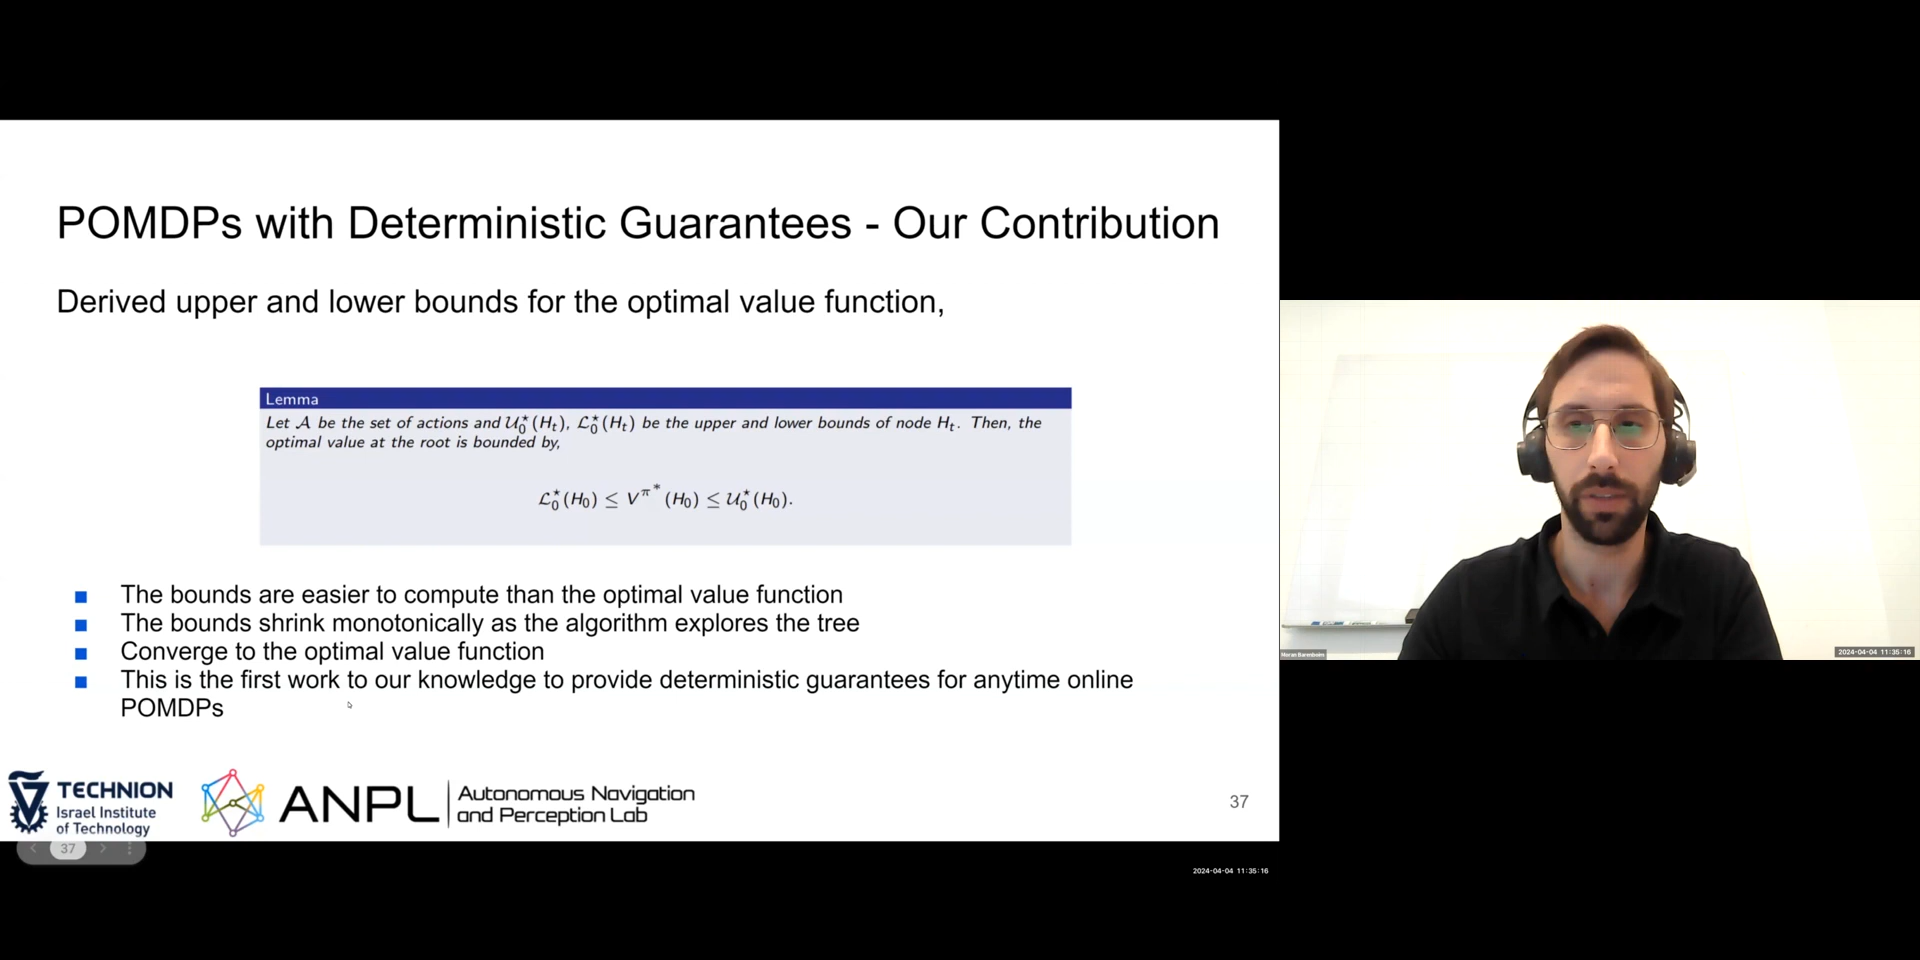 POMDPs with Deterministic Guarantees - Our Contribution
Derived upper and lower bounds for the optimal value function,
Lemma
Let 𝒜 be the set of actions and 𝒰₀*(Hₜ), ℒ₀*(Hₜ) be the upper and lower bounds of node Hₜ. Then, the
optimal value at the root is bounded by,
ℒ₀*(H₀) ≤ V^π*(H₀) ≤ 𝒰₀*(H₀).
■ The bounds are easier to compute than the optimal value function
■ The bounds shrink monotonically as the algorithm explores the tree
■ Converge to the optimal value function
■ This is the first work to our knowledge to provide deterministic guarantees for anytime online
POMDPs
TECHNION
Israel Institute
of Technology
ANPL
Autonomous Navigation
and Perception Lab
37
37
2024-04-04 11:35:16
Moran Barenboim
2024-04-04 11:35:16